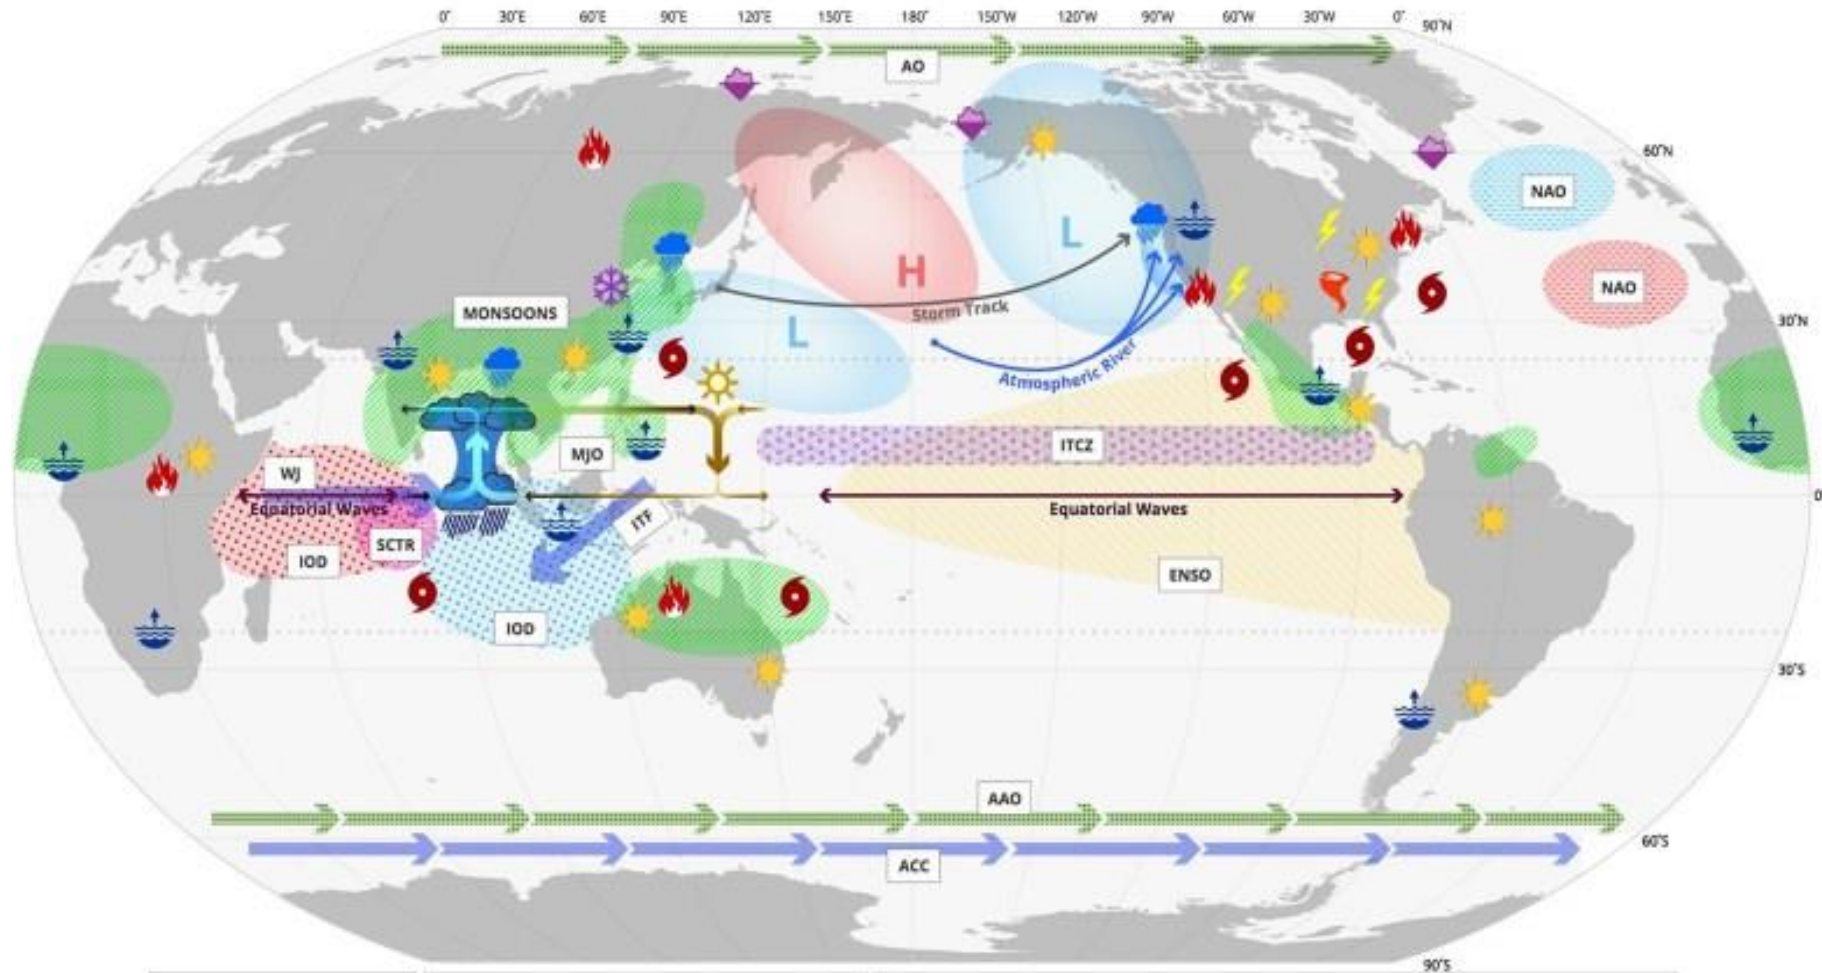 0° 30°E 60°E 90°E 120°E 150°E 180° 150°W 120°W 90°W 60°W 30°W 0°
90°N
AO
60°N
NAO
L
H
NAO
MONSOONS
Storm Track
30°N
L
Atmospheric River
ITCZ
MJO
WJ
0°
Equatorial Waves
Equatorial Waves
ITF
SCTR
IOD
ENSO
IOD
30°S
AAO
60°S
ACC
90°S